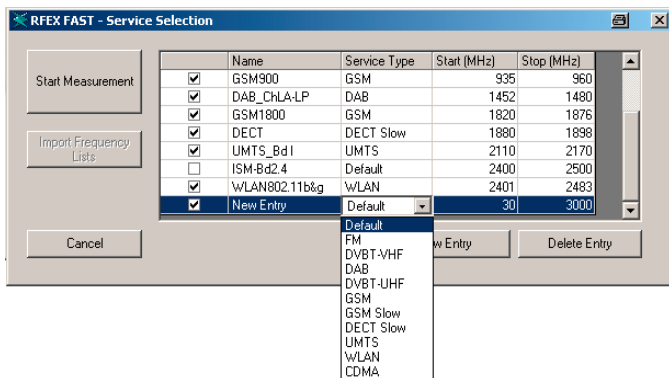 RFEX FAST - Service Selection
Start Measurement
Import Frequency
Lists
Cancel
Name Service Type Start (MHz) Stop (MHz)
GSM900 GSM 935 960
DAB_ChLA-LP DAB 1452 1480
GSM1800 GSM 1820 1876
DECT DECT Slow 1880 1898
UMTS_Bd I UMTS 2110 2170
ISM-Bd2.4 Default 2400 2500
WLAN802.11b&g WLAN 2401 2483
New Entry Default 30 3000
Default
FM
DVBT-VHF
DAB
DVBT-UHF
GSM
GSM Slow
DECT Slow
UMTS
WLAN
CDMA
w Entry Delete Entry